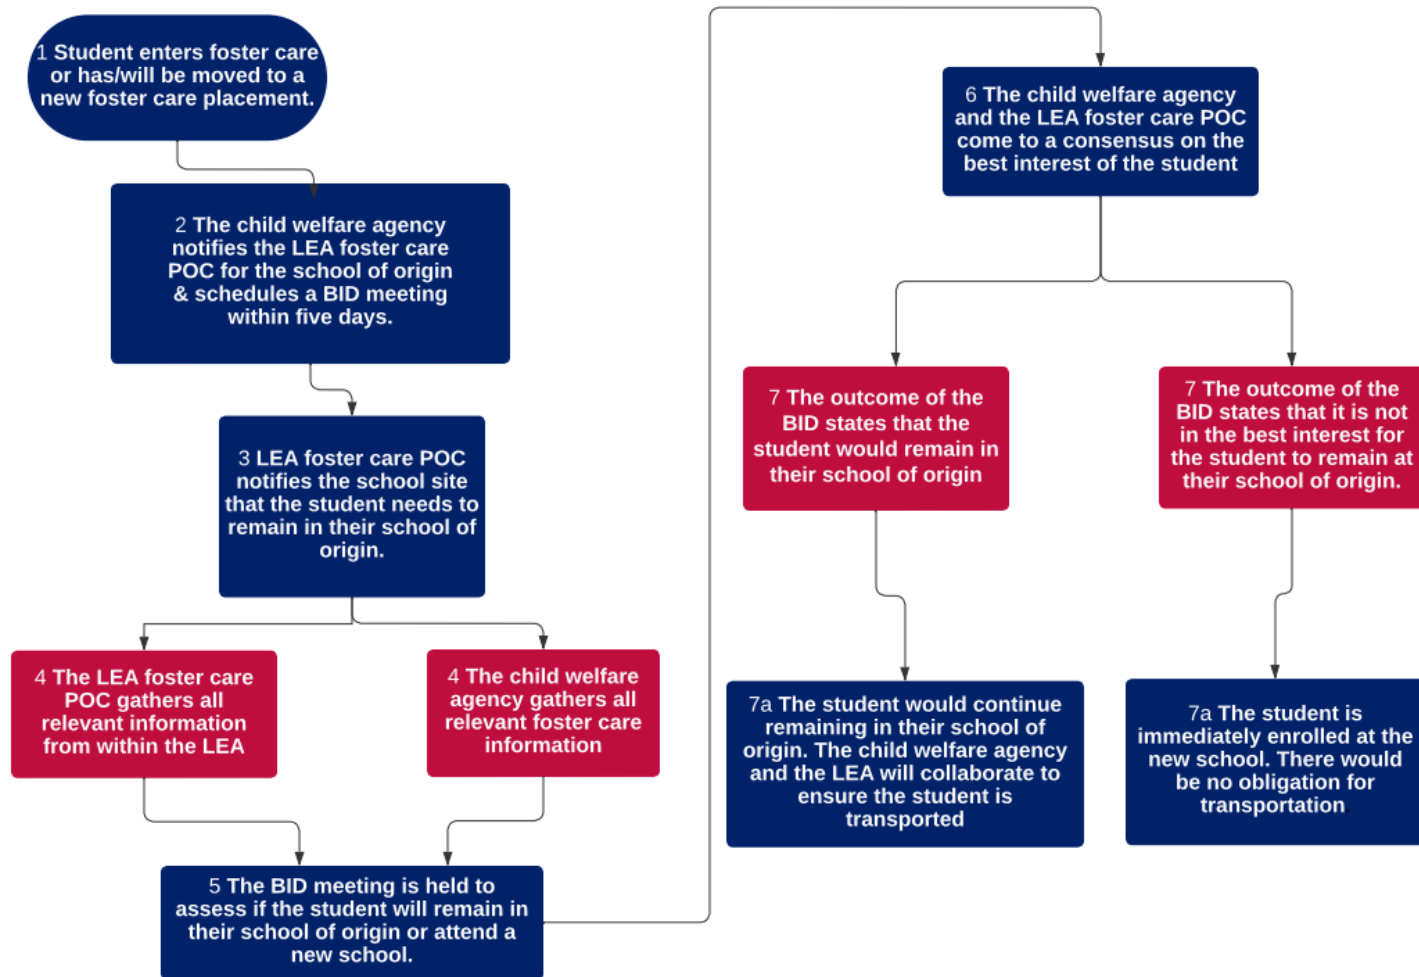 1 Student enters foster care
or has/will be moved to a
new foster care placement.
2 The child welfare agency
notifies the LEA foster care
POC for the school of origin
& schedules a BID meeting
within five days.
3 LEA foster care POC
notifies the school site
that the student needs to
remain in their school of
origin.
4 The LEA foster care
POC gathers all
relevant information
from within the LEA
4 The child welfare
agency gathers all
relevant foster care
information
5 The BID meeting is held to
assess if the student will remain in
their school of origin or attend a
new school.
6 The child welfare agency
and the LEA foster care POC
come to a consensus on the
best interest of the student
7 The outcome of the
BID states that the
student would remain in
their school of origin
7 The outcome of the
BID states that it is not
in the best interest for
the student to remain at
their school of origin.
7a The student would continue
remaining in their school of
origin. The child welfare agency
and the LEA will collaborate to
ensure the student is
transported
7a The student is
immediately enrolled at the
new school. There would
be no obligation for
transportation